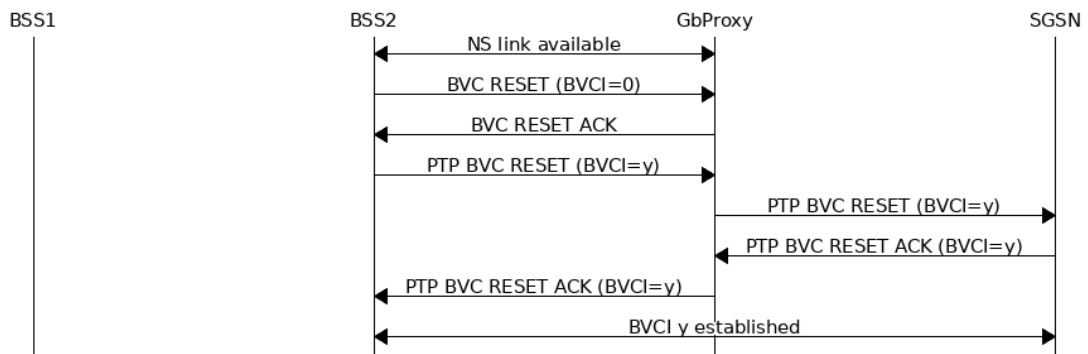 BSS1 BSS2 GbProxy SGSN
NS link available
BVC RESET (BVCI=0)
BVC RESET ACK
PTP BVC RESET (BVCI=y)
PTP BVC RESET (BVCI=y)
PTP BVC RESET ACK (BVCI=y)
PTP BVC RESET ACK (BVCI=y)
BVCI y established